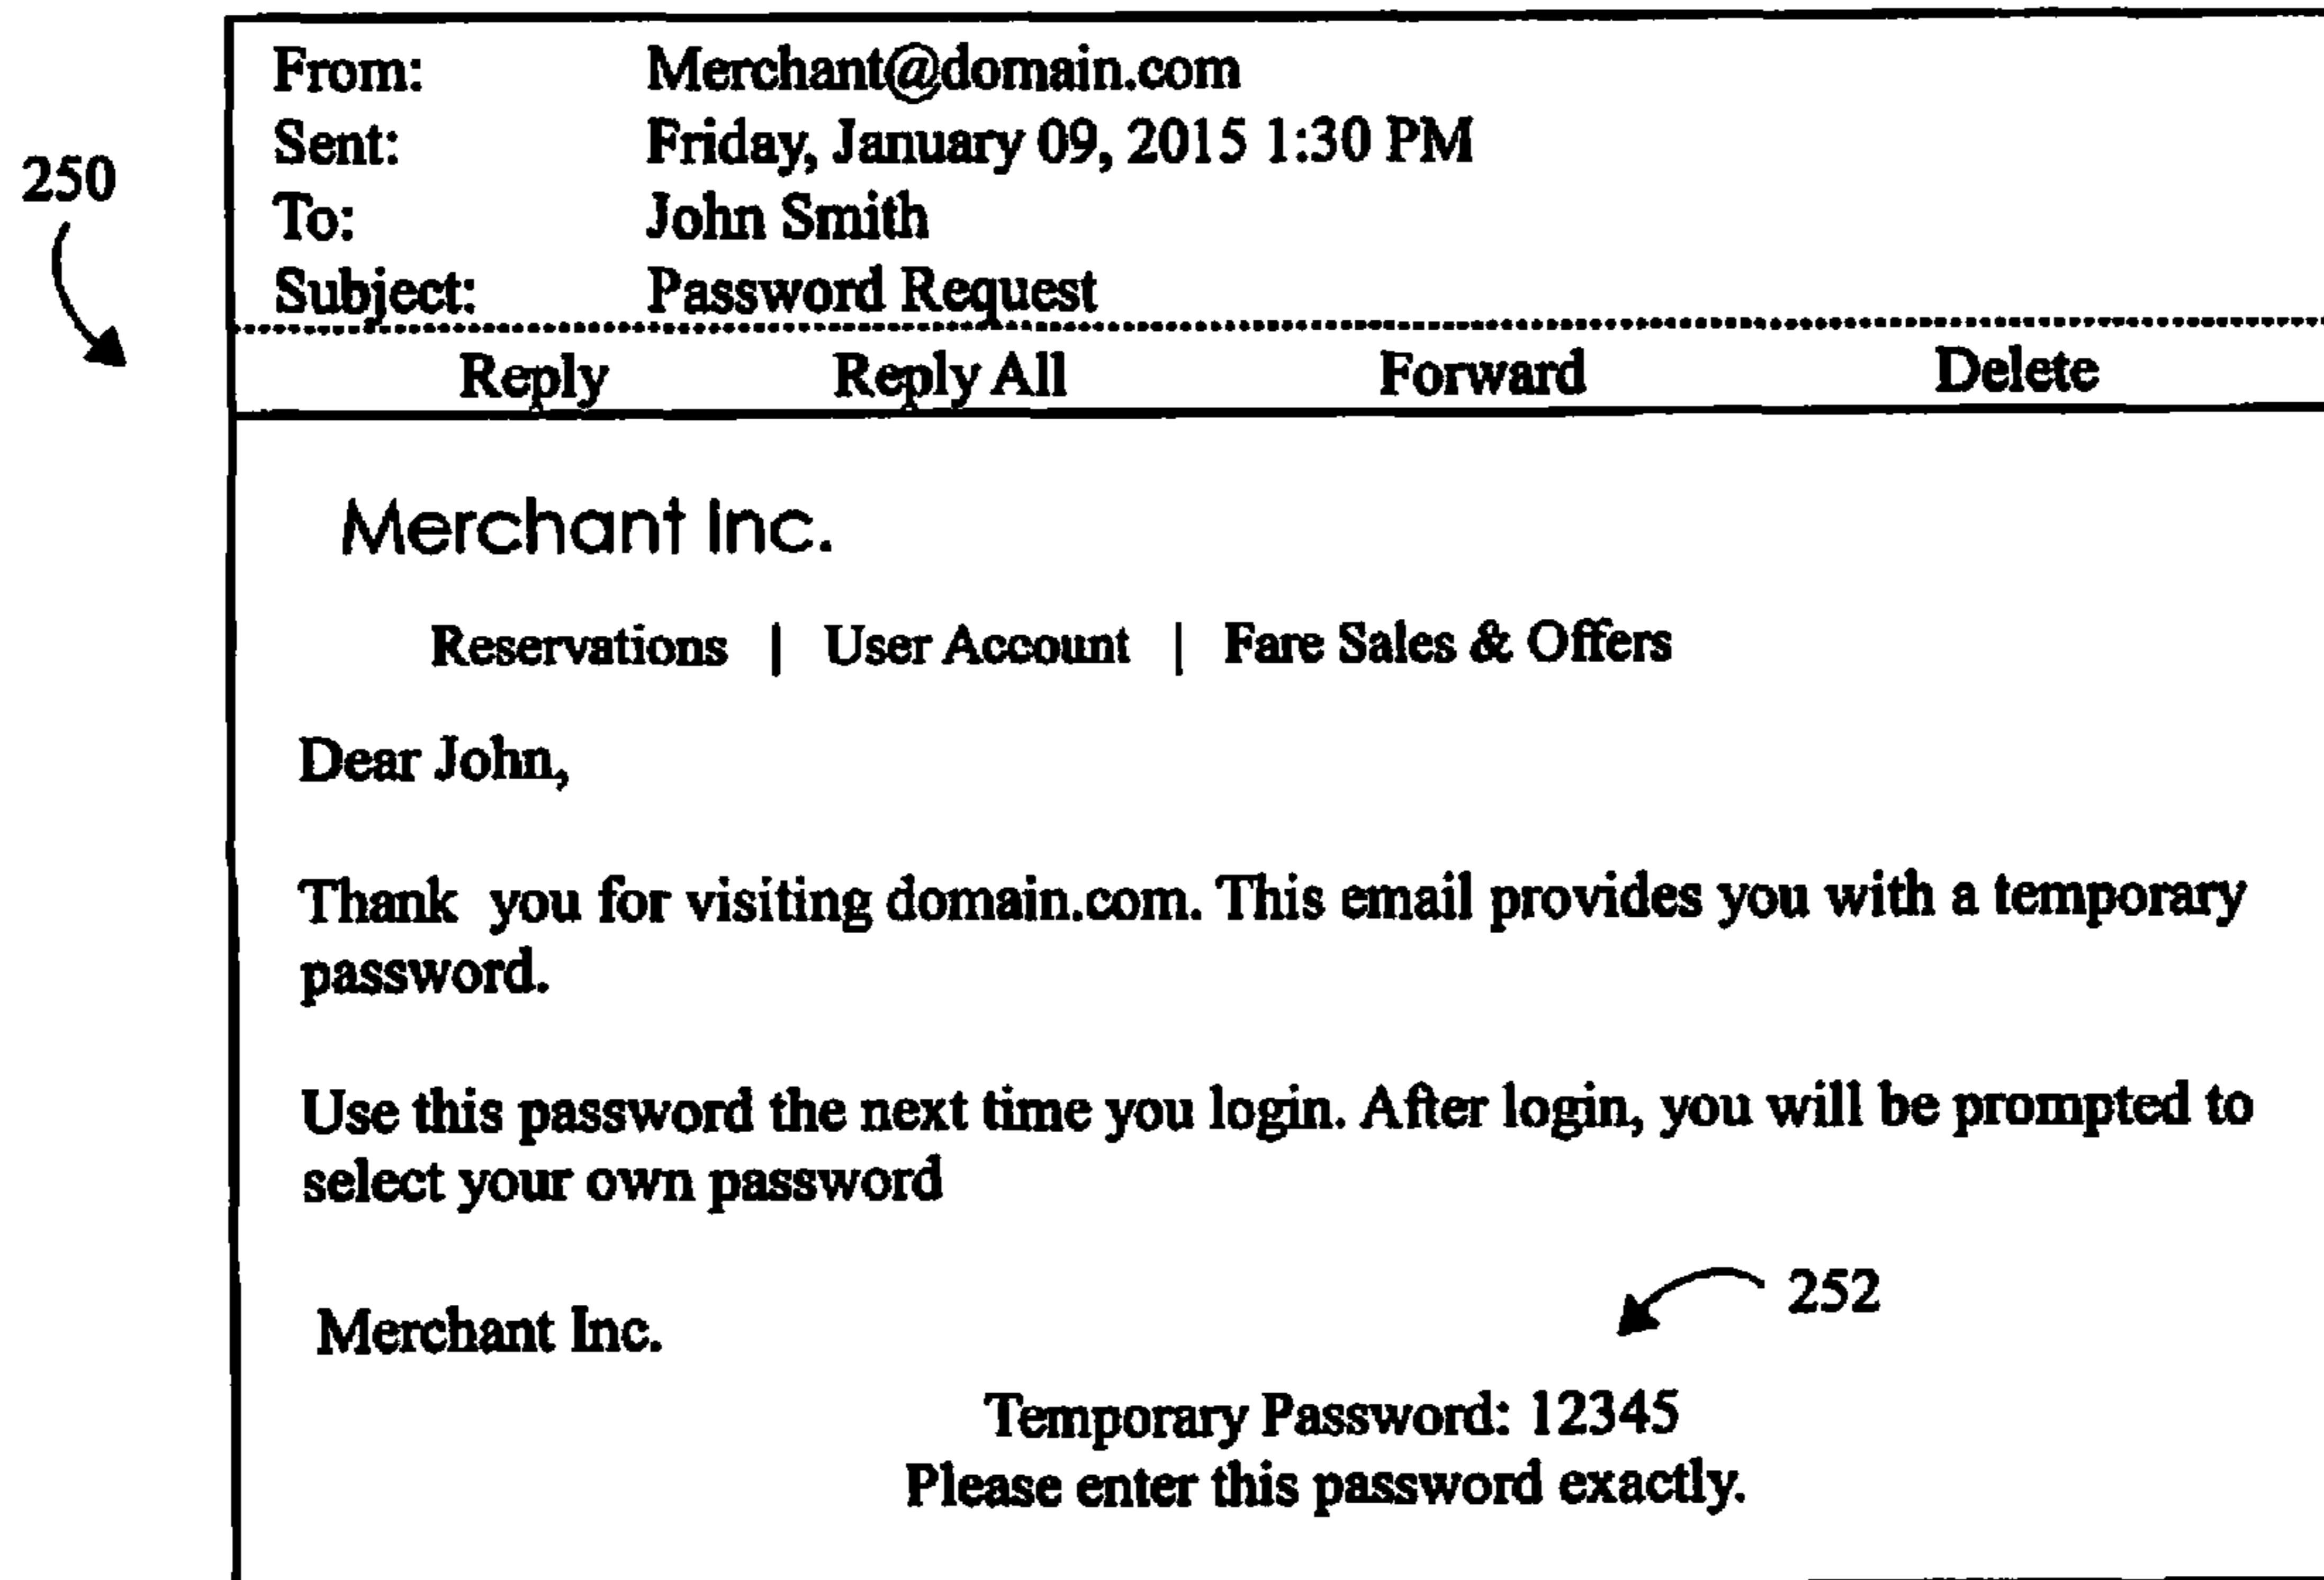 From: Merchant@domain.com
Sent: Friday, January 09, 2015 1:30 PM
250
To: John Smith
Subject: Password Request
Reply Reply All Forward Delete
Merchant Inc.
Reservations | User Account | Fare Sales & Offers
Dear John,
Thank you for visiting domain.com. This email provides you with a temporary
password.
Use this password the next time you login. After login, you will be prompted to
select your own password
252
Merchant Inc.
Temporary Password: 12345
Please enter this password exactly.